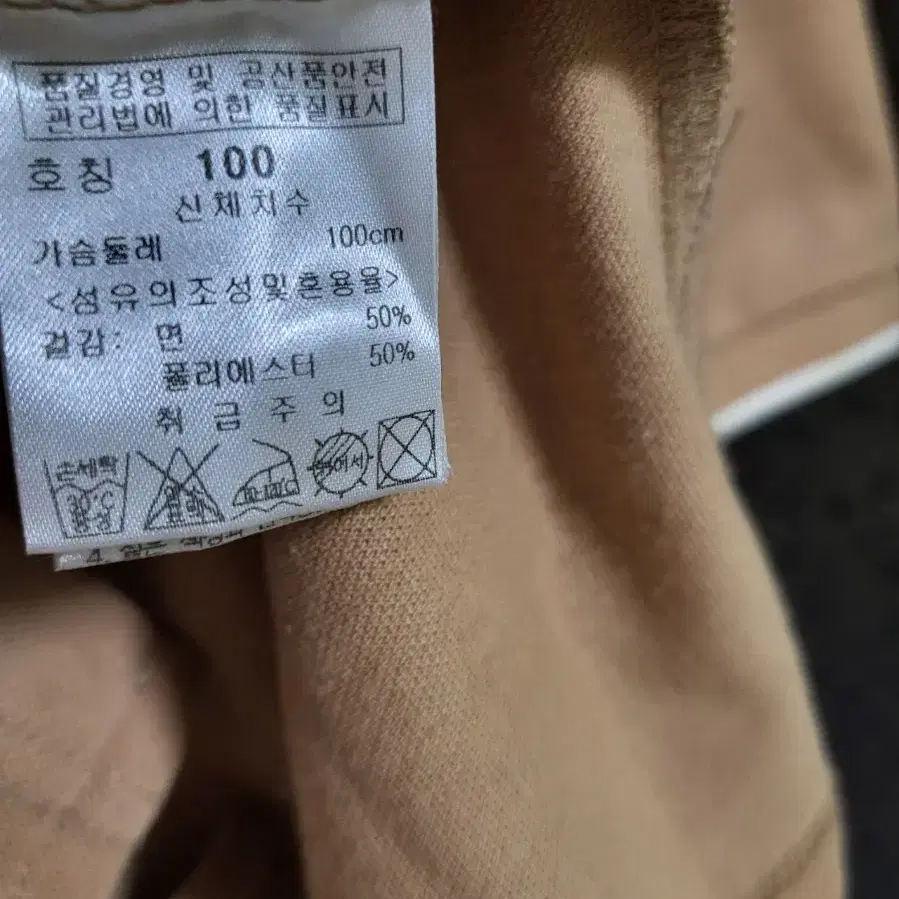 품질경영 및 공산품안전
관리법에 의한 품질표시
호칭 100
신체치수
가슴둘레 100cm
<섬유의조성및혼용율>
겉감: 면 50%
폴리에스터 50%
취급주의
손세탁